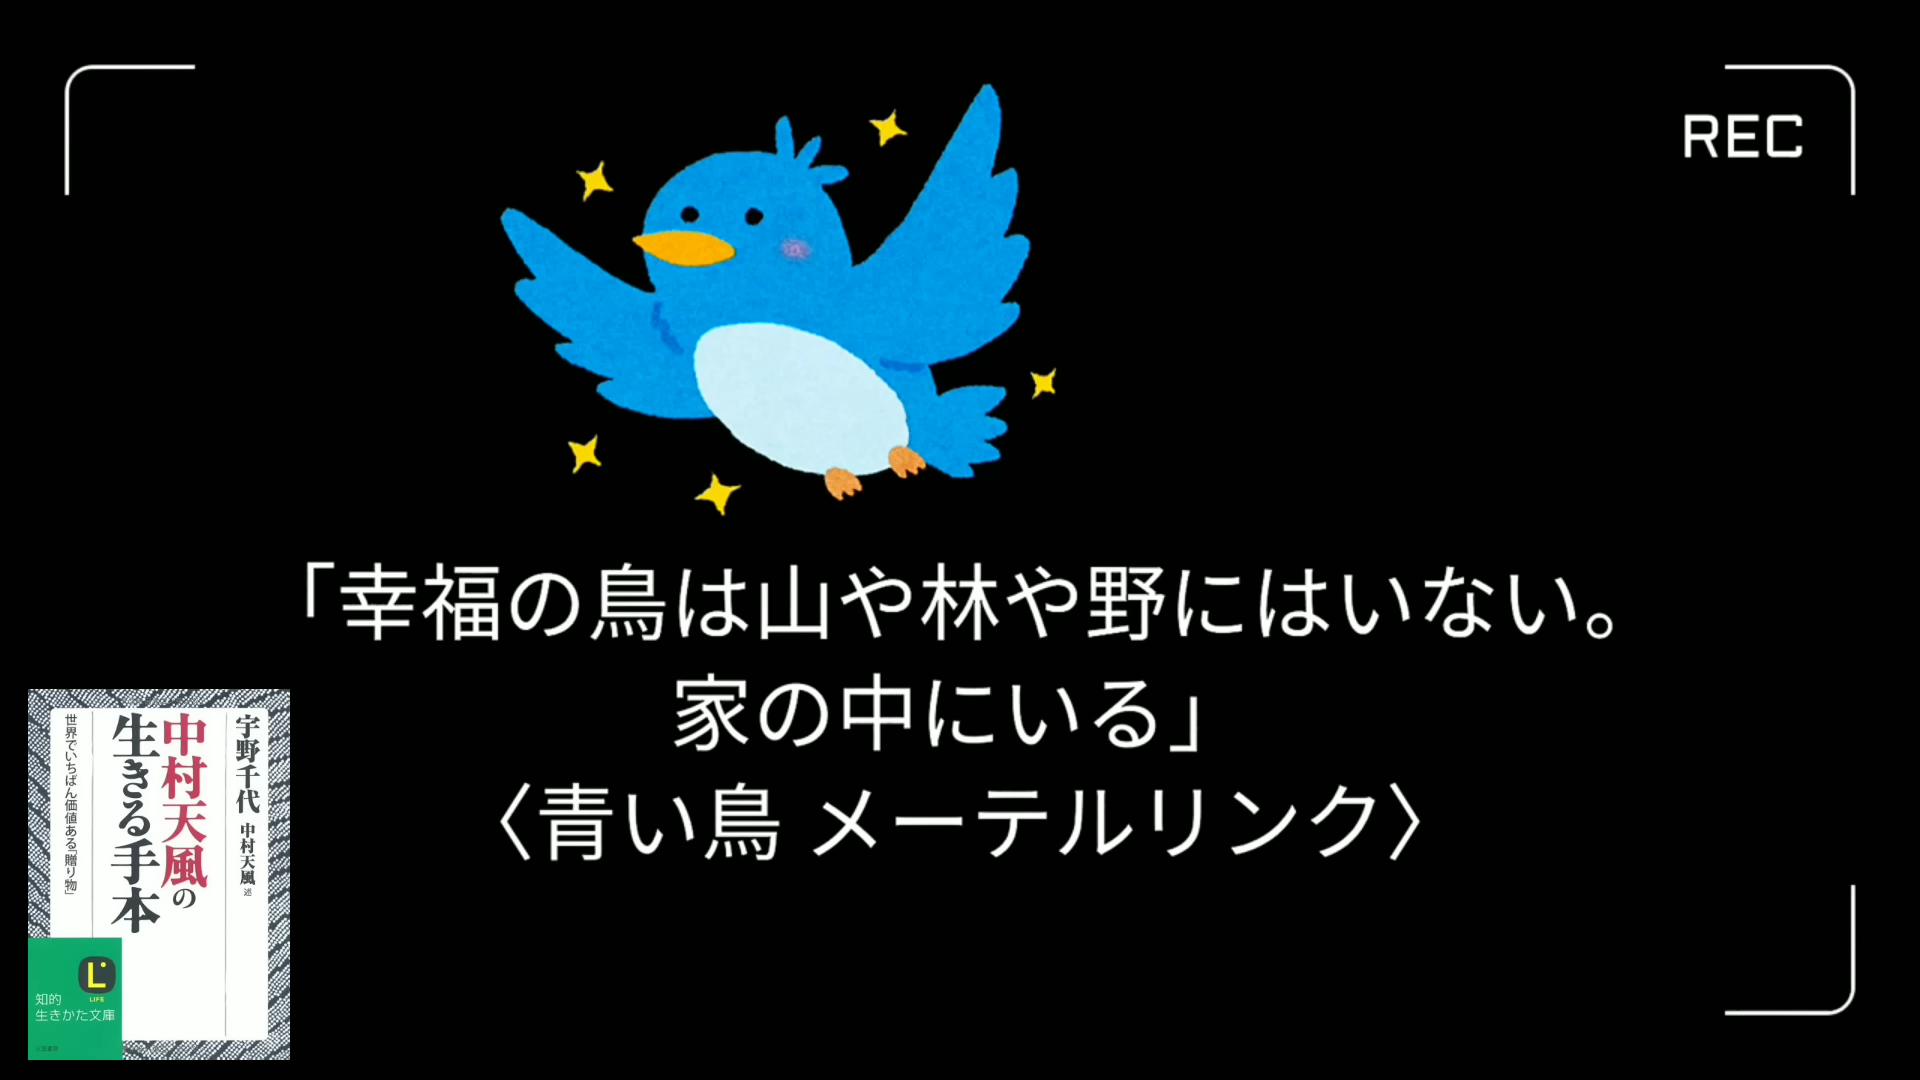 REC
「幸福の鳥は山や林や野にはいない。
家の中にいる」
〈青い鳥 メーテルリンク〉
宇野千代 中村天風 述
中村天風の
生きる手本
世界でいちばん価値ある「贈り物」
L
LIFE
知的
生きかた文庫